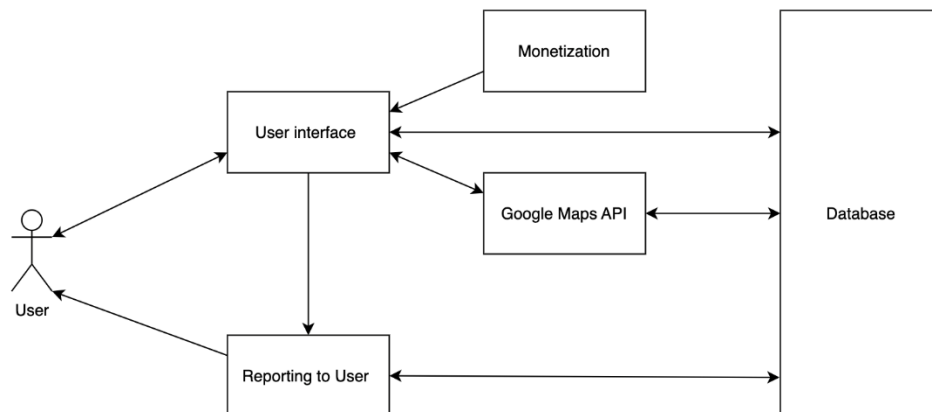 Monetization
User interface
Google Maps API
Database
User
Reporting to User